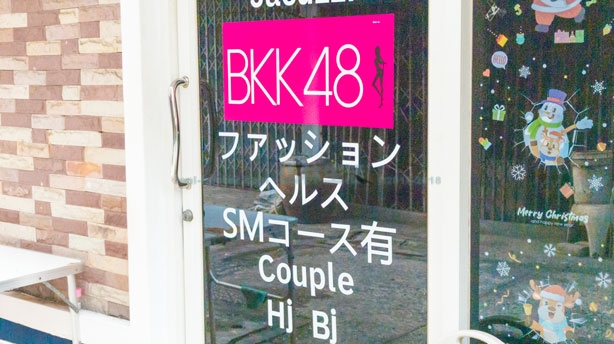 Jacuzzi
BKK48
ファッション
ヘルス
SMコース有
Couple
Hj Bj
Merry Christmas